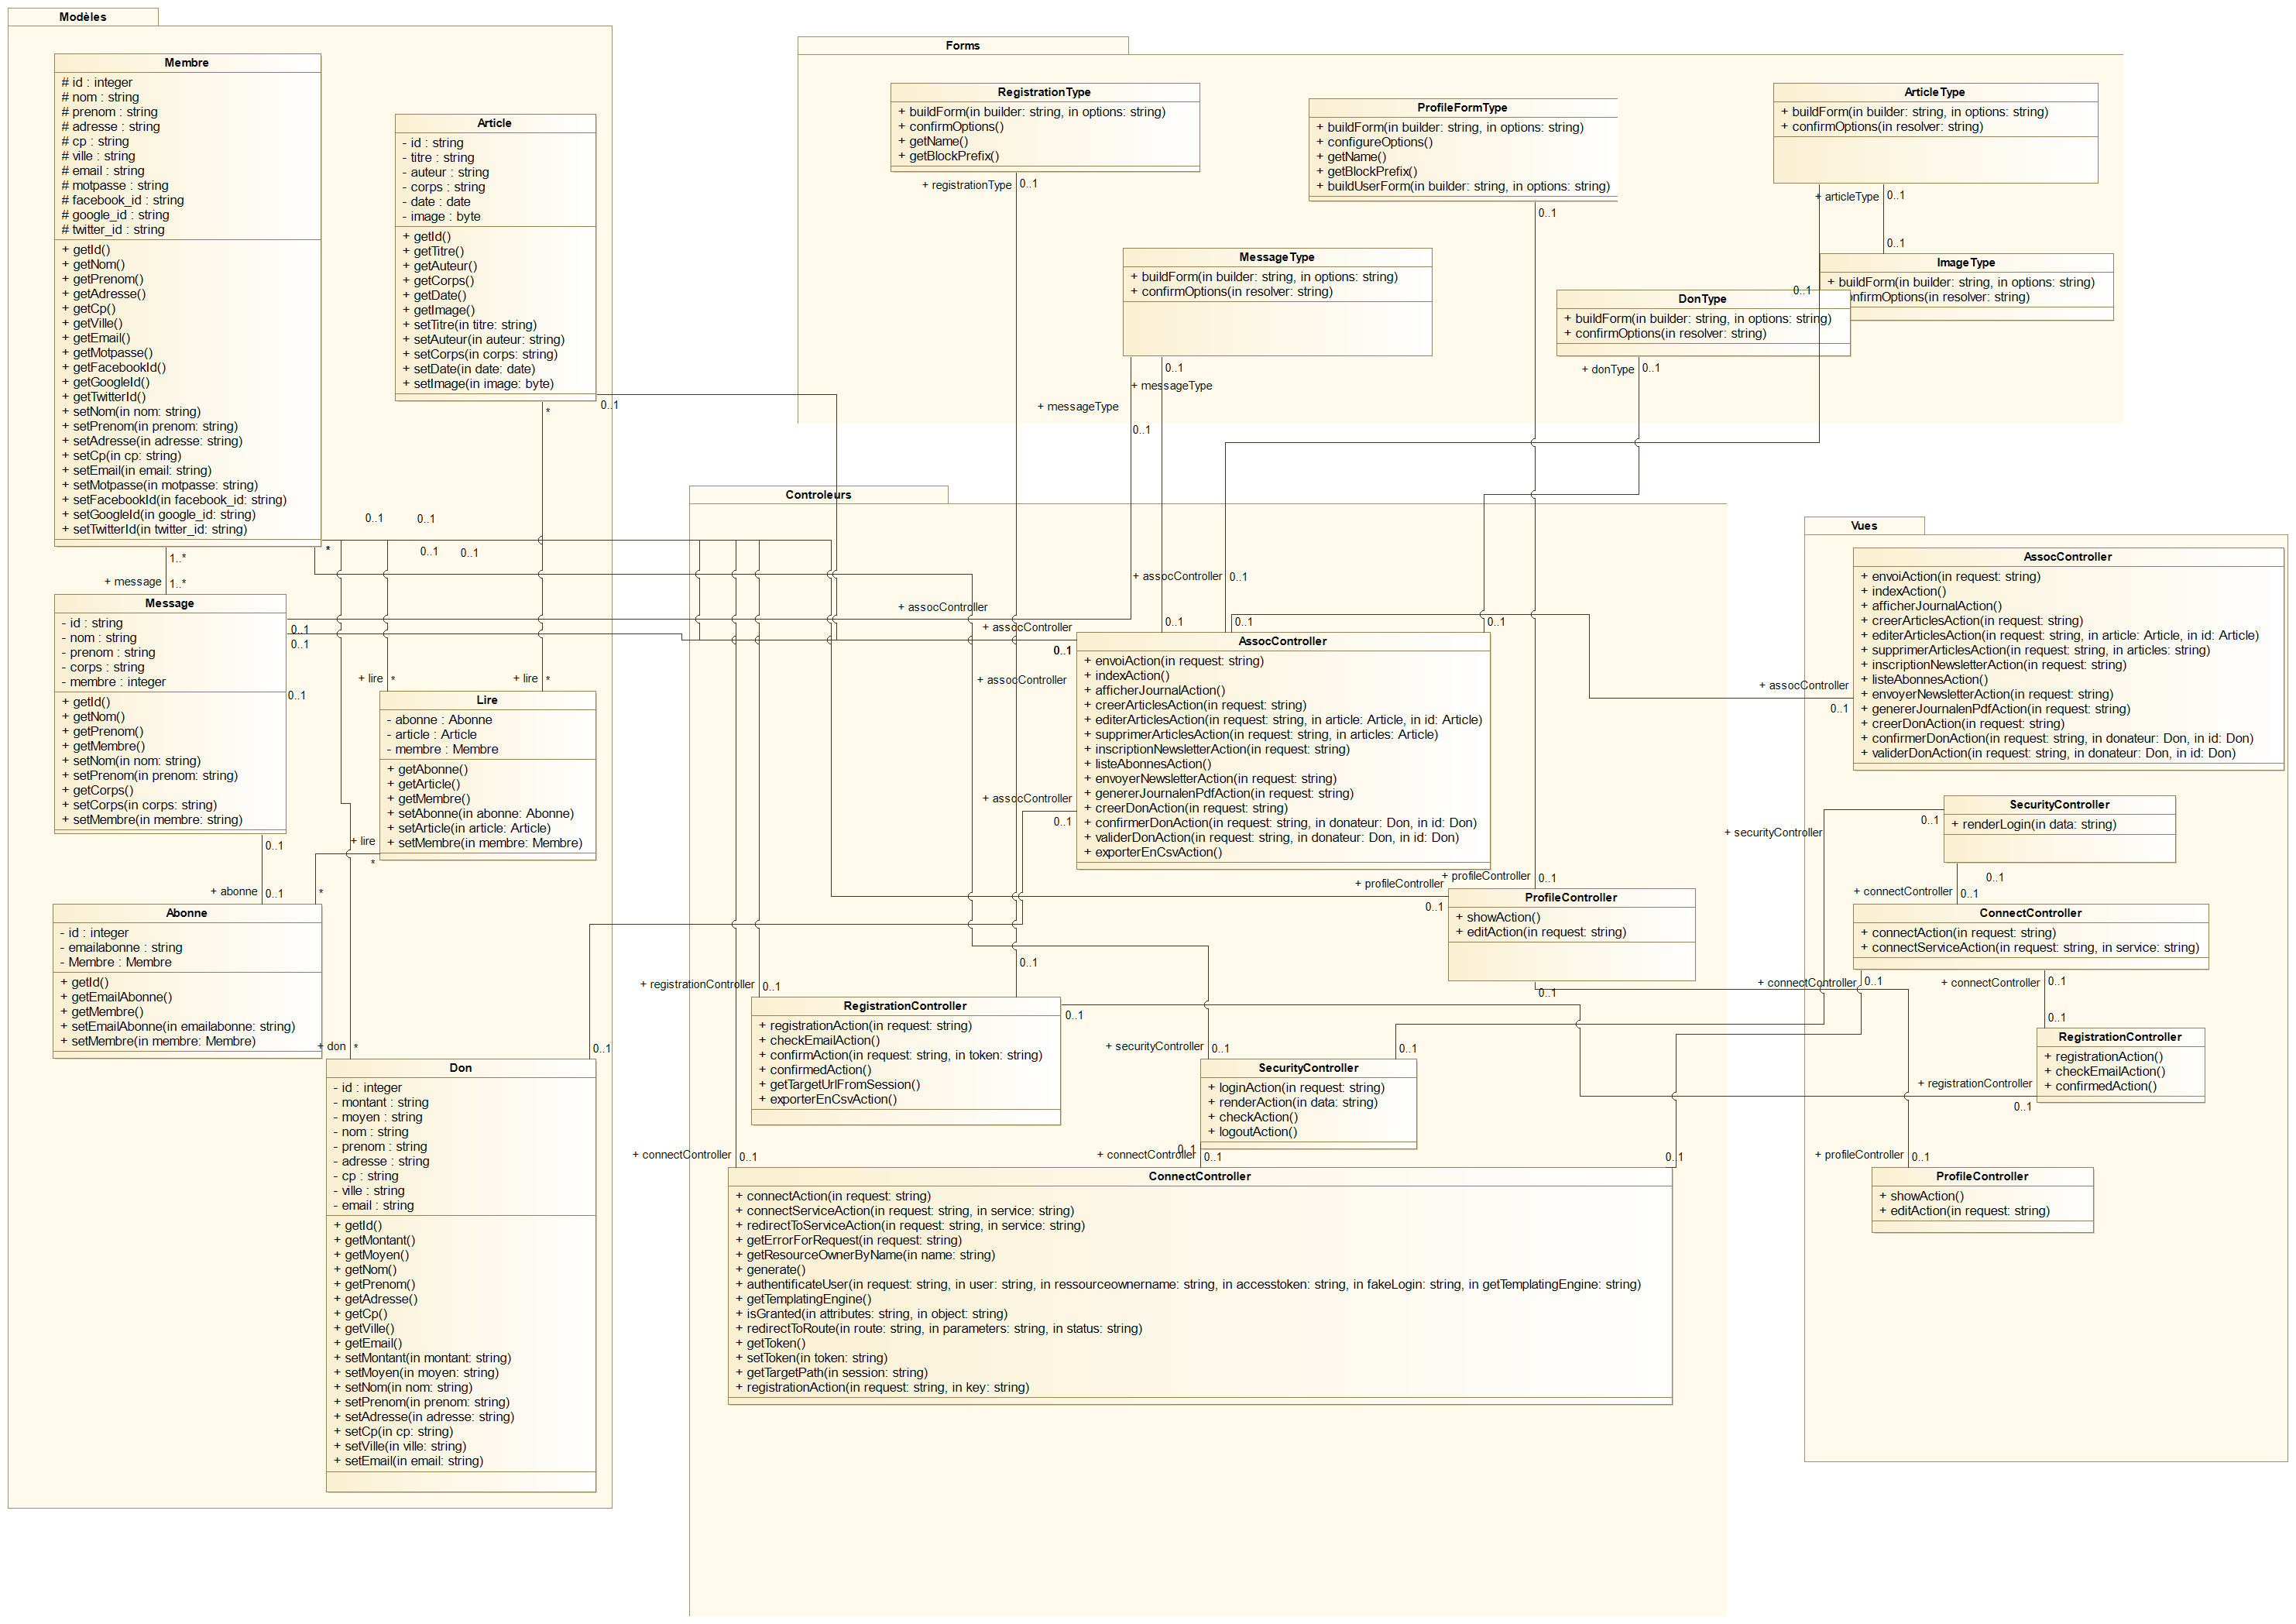 Modèles
Membre
# id : integer
# nom : string
# prenom : string
# adresse : string
# cp : string
# ville : string
# email : string
# motpasse : string
# facebook_id : string
# google_id : string
# twitter_id : string
+ getId()
+ getNom()
+ getPrenom()
+ getAdresse()
+ getCp()
+ getVille()
+ getEmail()
+ getMotpasse()
+ getFacebookId()
+ getGoogleId()
+ getTwitterId()
+ setNom(in nom: string)
+ setPrenom(in prenom: string)
+ setAdresse(in adresse: string)
+ setCp(in cp: string)
+ setEmail(in email: string)
+ setMotpasse(in motpasse: string)
+ setFacebookId(in facebook_id: string)
+ setGoogleId(in google_id: string)
+ setTwitterId(in twitter_id: string)
Article
- id : string
- titre : string
- auteur : string
- corps : string
- date : date
- image : byte
+ getId()
+ getTitre()
+ getAuteur()
+ getCorps()
+ getDate()
+ getImage()
+ setTitre(in titre: string)
+ setAuteur(in auteur: string)
+ setCorps(in corps: string)
+ setDate(in date: date)
+ setImage(in image: byte)
*
0..1
0..1
0..1
0..1
0..1
*
1..*
+ message
1..*
Message
- id : string
- nom : string
- prenom : string
- corps : string
- membre : integer
+ getId()
+ getNom()
+ getPrenom()
+ getMembre()
+ setNom(in nom: string)
+ setPrenom(in prenom: string)
+ getCorps()
+ setCorps(in corps: string)
+ setMembre(in membre: string)
0..1
0..1
0..1
+ lire
*
+ lire
*
Lire
- abonne : Abonne
- article : Article
- membre : Membre
+ getAbonne()
+ getArticle()
+ getMembre()
+ setAbonne(in abonne: Abonne)
+ setArticle(in article: Article)
+ setMembre(in membre: Membre)
0..1
+ lire
*
+ abonne
0..1
*
Abonne
- id : integer
- emailabonne : string
- Membre : Membre
+ getId()
+ getEmailAbonne()
+ getMembre()
+ setEmailAbonne(in emailabonne: string)
+ setMembre(in membre: Membre)
+ don
*
0..1
Don
- id : integer
- montant : string
- moyen : string
- nom : string
- prenom : string
- adresse : string
- cp : string
- ville : string
- email : string
+ getId()
+ getMontant()
+ getMoyen()
+ getNom()
+ getPrenom()
+ getAdresse()
+ getCp()
+ getVille()
+ getEmail()
+ setMontant(in montant: string)
+ setMoyen(in moyen: string)
+ setNom(in nom: string)
+ setPrenom(in prenom: string)
+ setAdresse(in adresse: string)
+ setCp(in cp: string)
+ setVille(in ville: string)
+ setEmail(in email: string)
Forms
RegistrationType
+ buildForm(in builder: string, in options: string)
+ confirmOptions()
+ getName()
+ getBlockPrefix()
+ registrationType
0..1
ProfileFormType
+ buildForm(in builder: string, in options: string)
+ configureOptions()
+ getName()
+ getBlockPrefix()
+ buildUserForm(in builder: string, in options: string)
0..1
ArticleType
+ buildForm(in builder: string, in options: string)
+ confirmOptions(in resolver: string)
+ articleType
0..1
0..1
ImageType
+ buildForm(in builder: string, in options: string)
nfirmOptions(in resolver: string)
0..1
MessageType
+ buildForm(in builder: string, in options: string)
+ confirmOptions(in resolver: string)
0..1
+ messageType
+ messageType
0..1
DonType
+ buildForm(in builder: string, in options: string)
+ confirmOptions(in resolver: string)
+ donType
0..1
Controleurs
+ assocController
0..1
+ assocController
+ assocController
0..1
0..1
0..1
0..1
+ assocController
AssocController
+ envoiAction(in request: string)
+ indexAction()
+ afficherJournalAction()
+ creerArticlesAction(in request: string)
+ editerArticlesAction(in request: string, in article: Article, in id: Article)
+ supprimerArticlesAction(in request: string, in articles: Article)
+ inscriptionNewsletterAction(in request: string)
+ listeAbonnesAction()
+ envoyerNewsletterAction(in request: string)
+ genererJournalenPdfAction(in request: string)
+ creerDonAction(in request: string)
+ confirmerDonAction(in request: string, in donateur: Don, in id: Don)
+ validerDonAction(in request: string, in donateur: Don, in id: Don)
+ exporterEnCsvAction()
+ assocController
0..1
+ profileController
0..1
+ profileController
0..1
ProfileController
+ showAction()
+ editAction(in request: string)
0..1
0..1
+ registrationController
0..1
RegistrationController
+ registrationAction(in request: string)
+ checkEmailAction()
+ confirmAction(in request: string, in token: string)
+ confirmedAction()
+ getTargetUrlFromSession()
+ exporterEnCsvAction()
0..1
+ securityController
0..1
0..1
SecurityController
+ loginAction(in request: string)
+ renderAction(in data: string)
+ checkAction()
+ logoutAction()
0..1
+ connectController
0..1
+ connectController
0..1
0..1
ConnectController
+ connectAction(in request: string)
+ connectServiceAction(in request: string, in service: string)
+ redirectToServiceAction(in request: string, in service: string)
+ getErrorForRequest(in request: string)
+ getResourceOwnerByName(in name: string)
+ generate()
+ authentificateUser(in request: string, in user: string, in ressourceownername: string, in accesstoken: string, in fakeLogin: string, in getTemplatingEngine: string)
+ getTemplatingEngine()
+ isGranted(in attributes: string, in object: string)
+ redirectToRoute(in route: string, in parameters: string, in status: string)
+ getToken()
+ setToken(in token: string)
+ getTargetPath(in session: string)
+ registrationAction(in request: string, in key: string)
Vues
AssocController
+ envoiAction(in request: string)
+ indexAction()
+ afficherJournalAction()
+ creerArticlesAction(in request: string)
+ editerArticlesAction(in request: string, in article: Article, in id: Article)
+ supprimerArticlesAction(in request: string, in articles: string)
+ inscriptionNewsletterAction(in request: string)
+ listeAbonnesAction()
+ envoyerNewsletterAction(in request: string)
+ genererJournalenPdfAction(in request: string)
+ creerDonAction(in request: string)
+ confirmerDonAction(in request: string, in donateur: Don, in id: Don)
+ validerDonAction(in request: string, in donateur: Don, in id: Don)
+ assocController
0..1
SecurityController
+ renderLogin(in data: string)
0..1
+ securityController
0..1
+ connectController
0..1
ConnectController
+ connectAction(in request: string)
+ connectServiceAction(in request: string, in service: string)
+ connectController
0..1
+ connectController
0..1
0..1
RegistrationController
+ registrationAction()
+ checkEmailAction()
+ confirmedAction()
+ registrationController
0..1
+ profileController
0..1
ProfileController
+ showAction()
+ editAction(in request: string)